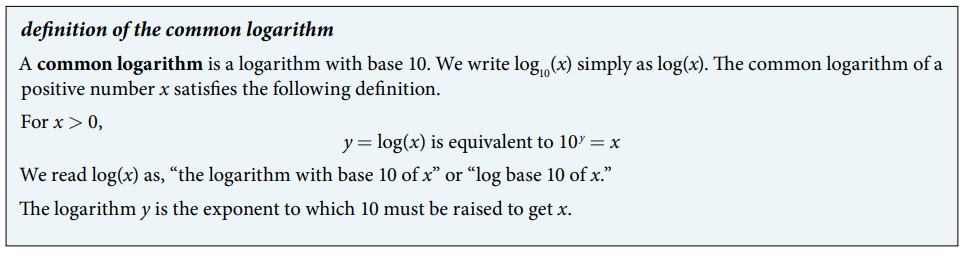 definition of the common logarithm
A common logarithm is a logarithm with base 10. We write log₁₀(x) simply as log(x). The common logarithm of a
positive number x satisfies the following definition.
For x > 0,
y = log(x) is equivalent to 10ʸ = x
We read log(x) as, “the logarithm with base 10 of x” or “log base 10 of x.”
The logarithm y is the exponent to which 10 must be raised to get x.